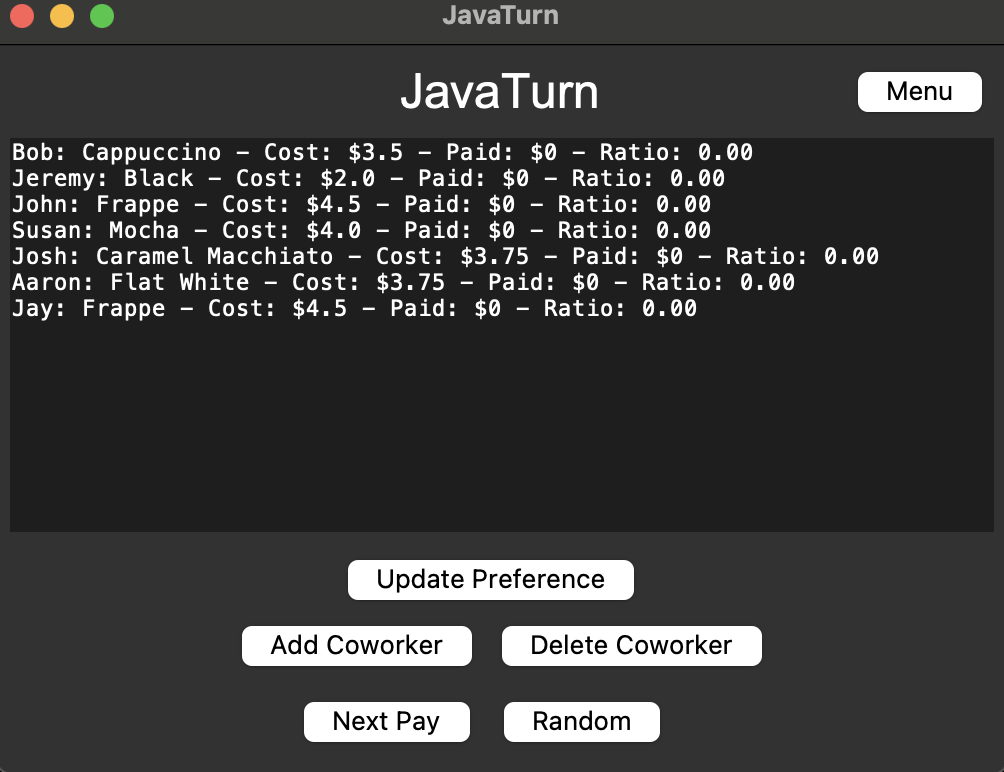 JavaTurn
JavaTurn
Menu
Bob: Cappuccino - Cost: $3.5 - Paid: $0 - Ratio: 0.00
Jeremy: Black - Cost: $2.0 - Paid: $0 - Ratio: 0.00
John: Frappe - Cost: $4.5 - Paid: $0 - Ratio: 0.00
Susan: Mocha - Cost: $4.0 - Paid: $0 - Ratio: 0.00
Josh: Caramel Macchiato - Cost: $3.75 - Paid: $0 - Ratio: 0.00
Aaron: Flat White - Cost: $3.75 - Paid: $0 - Ratio: 0.00
Jay: Frappe - Cost: $4.5 - Paid: $0 - Ratio: 0.00
Update Preference
Add Coworker
Delete Coworker
Next Pay
Random